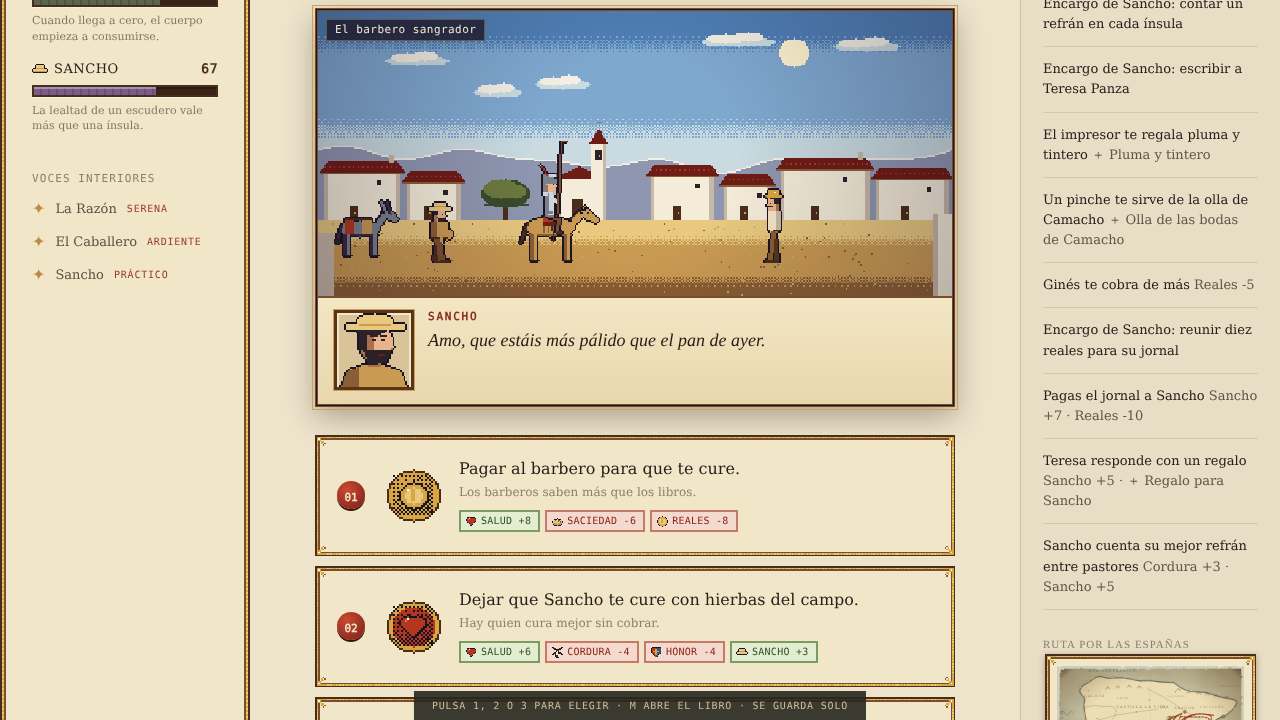 Cuando llega a cero, el cuerpo
empieza a consumirse.
SANCHO 67
La lealtad de un escudero vale
más que una ínsula.
VOCES INTERIORES
La Razón SERENA
El Caballero ARDIENTE
Sancho PRÁCTICO
El barbero sangrador
SANCHO
Amo, que estáis más pálido que el pan de ayer.
01
Pagar al barbero para que te cure.
Los barberos saben más que los libros.
SALUD +8 SACIEDAD -6 REALES -8
02
Dejar que Sancho te cure con hierbas del campo.
Hay quien cura mejor sin cobrar.
SALUD +6 CORDURA -4 HONOR -4 SANCHO +3
PULSA 1, 2 O 3 PARA ELEGIR · M ABRE EL LIBRO · SE GUARDA SOLO
Encargo de Sancho: contar un
refrán en cada ínsula
Encargo de Sancho: escribir a
Teresa Panza
El impresor te regala pluma y
tintero + Pluma y tintero
Un pinche te sirve de la olla de
Camacho + Olla de las bodas
de Camacho
Ginés te cobra de más Reales -5
Encargo de Sancho: reunir diez
reales para su jornal
Pagas el jornal a Sancho Sancho
+7 · Reales -10
Teresa responde con un regalo
Sancho +5 · + Regalo para
Sancho
Sancho cuenta su mejor refrán
entre pastores Cordura +3 ·
Sancho +5
RUTA POR LAS ESPAÑAS